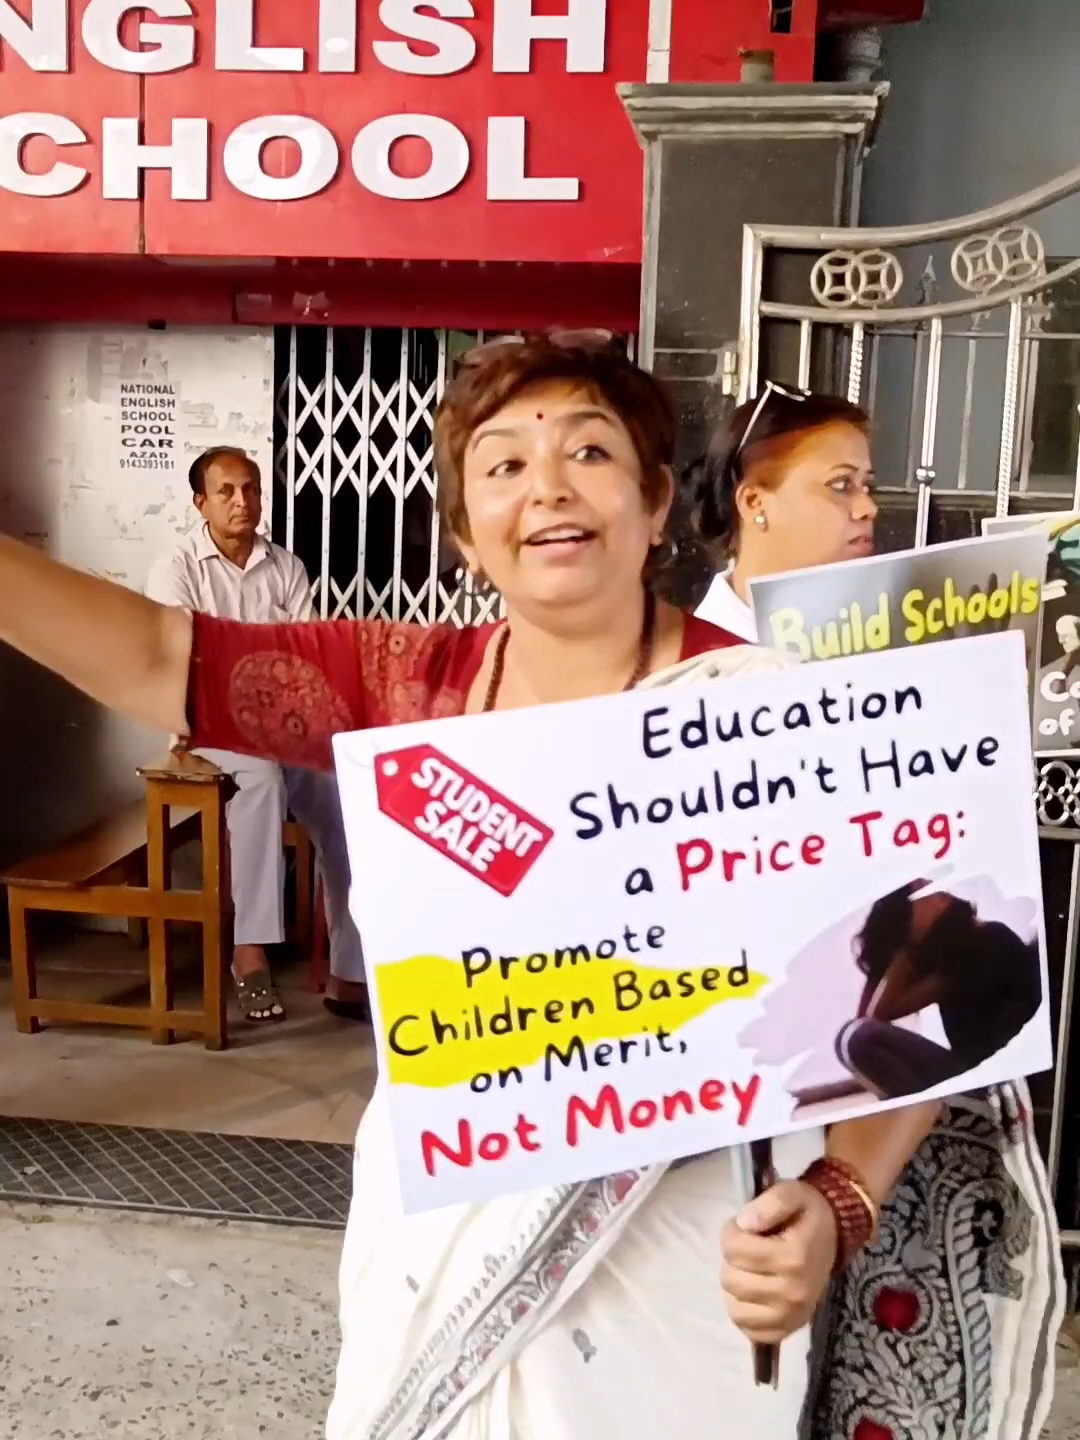 NGLISH
CHOOL
NATIONAL
ENGLISH
SCHOOL
POOL
CAR
AZAD
9143393181
Build Schools
Education
Shouldn't Have
a Price Tag:
STUDENT
SALE
Promote
Children Based
on Merit,
Not Money
of